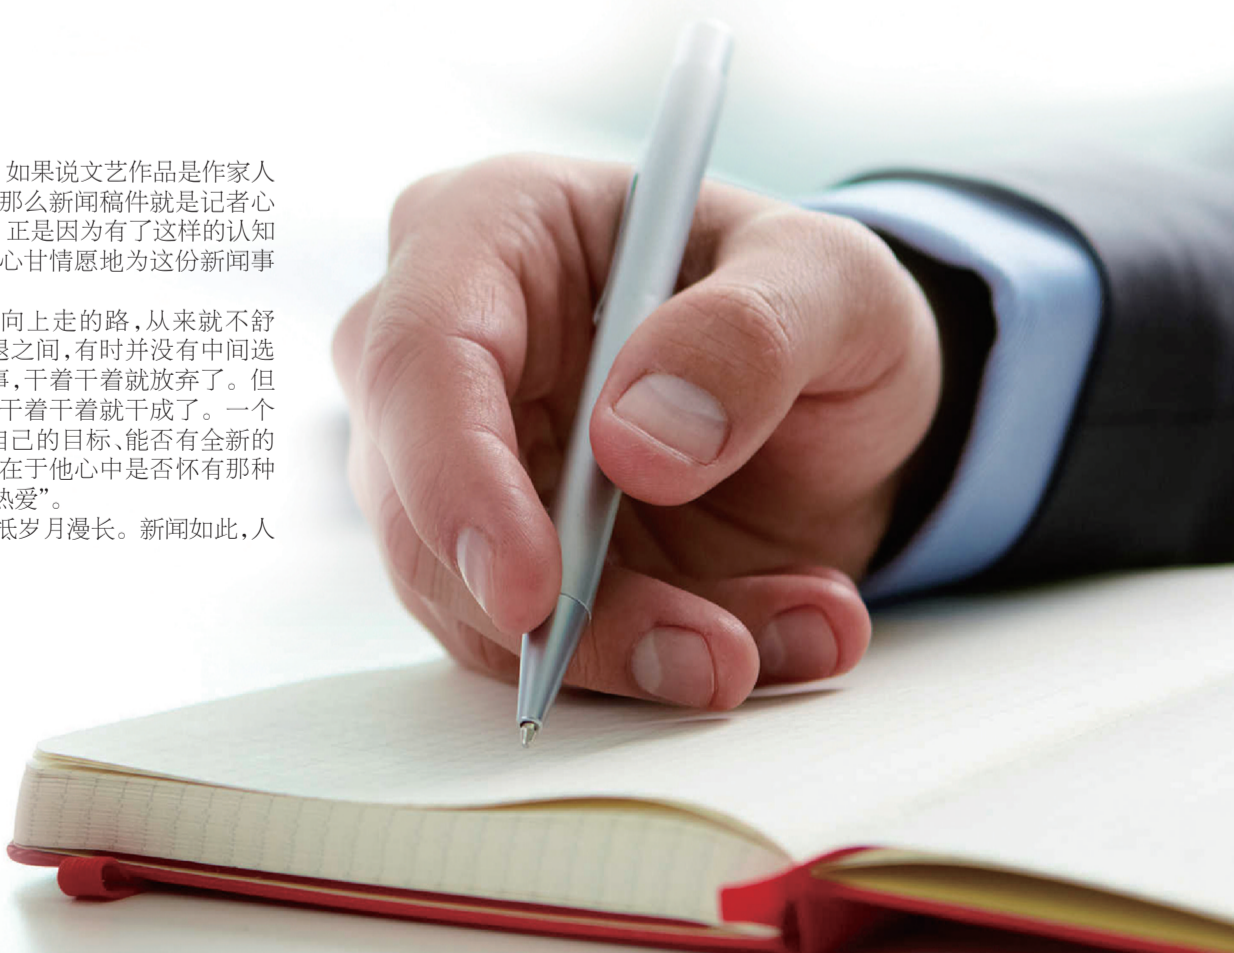 如果说文艺作品是作家人
那么新闻稿件就是记者心
正是因为有了这样的认知
心甘情愿地为这份新闻事
向上走的路,从来就不舒
之间,有时并没有中间选
,干着干着就放弃了。但
干着干着就干成了。一个
自己的目标、能否有全新的
在于他心中是否怀有那种
热爱”。
抵岁月漫长。新闻如此,人